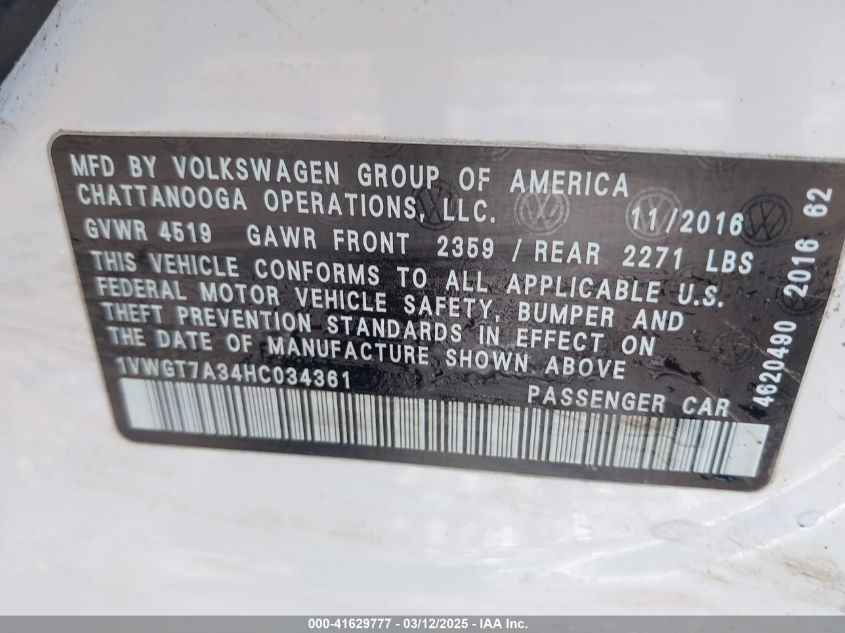 MFD BY VOLKSWAGEN GROUP OF AMERICA
CHATTANOOGA OPERATIONS, LLC. 11/2016
GVWR 4519 GAWR FRONT 2359 / REAR 2271 LBS
THIS VEHICLE CONFORMS TO ALL APPLICABLE U.S.
FEDERAL MOTOR VEHICLE SAFETY, BUMPER AND
THEFT PREVENTION STANDARDS IN EFFECT ON
THE DATE OF MANUFACTURE SHOWN ABOVE
1VWGT7A34HC034361
PASSENGER CAR
4620490 2016 62
000-41629777 - 03/12/2025 - IAAI Inc.